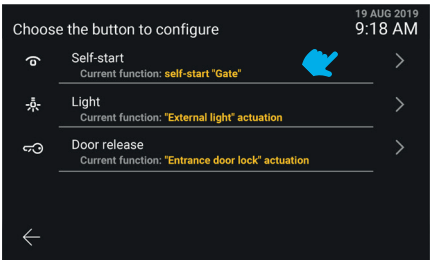 19 AUG 2019
Choose the button to configure
9:18 AM
Self-start
Current function: self-start "Gate"
Light
Current function: "External light" actuation
Door release
Current function: "Entrance door lock" actuation